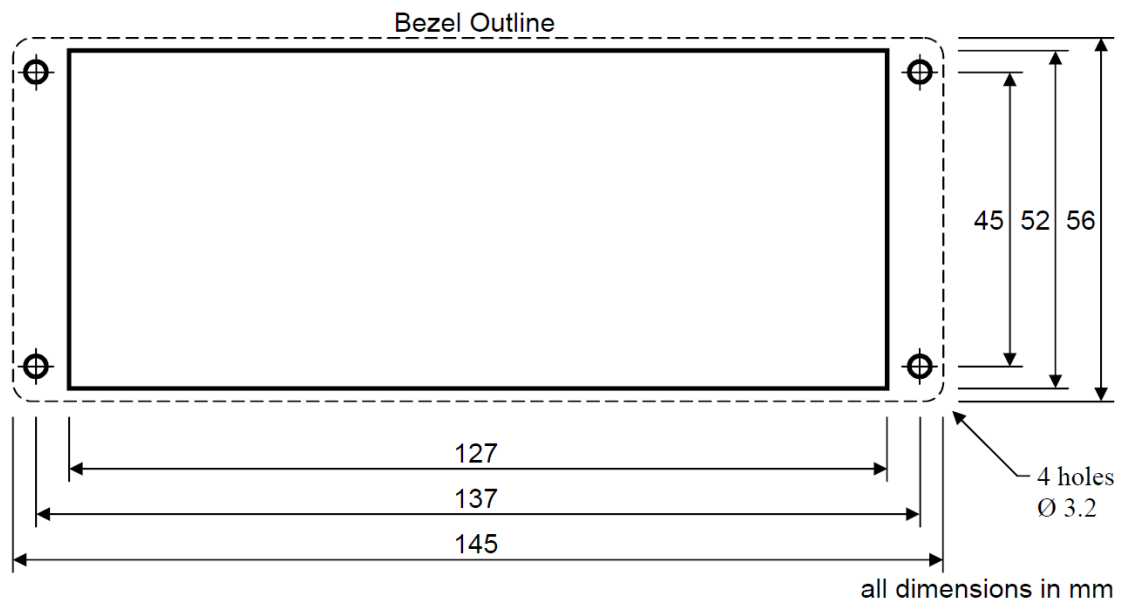 Bezel Outline
45
52
56
127
137
145
4 holes
Ø 3.2
all dimensions in mm